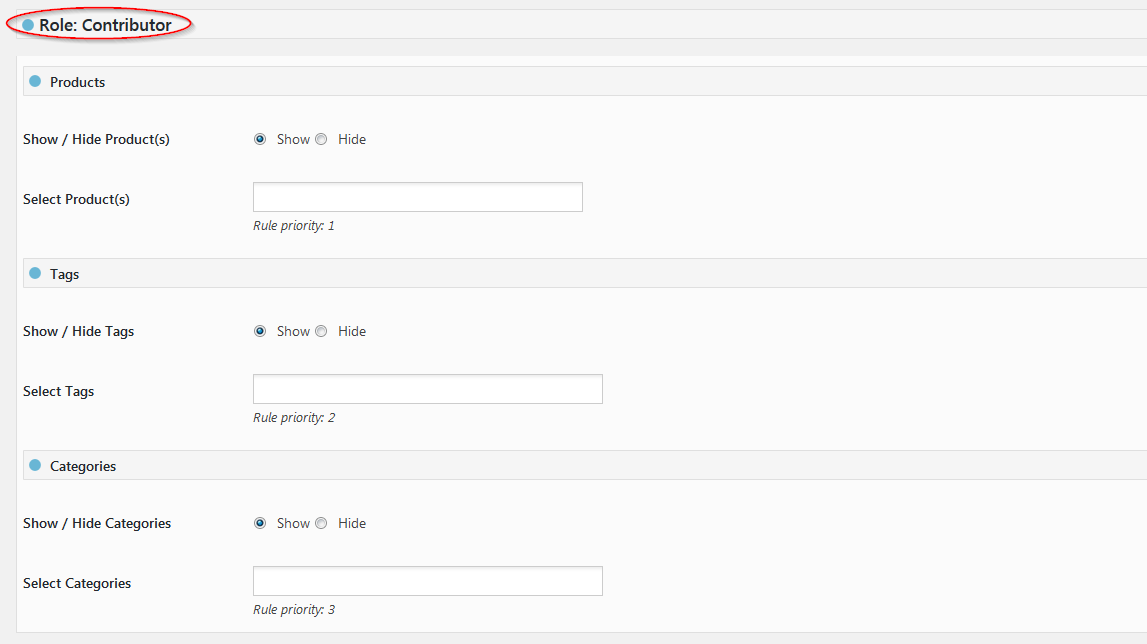 Role: Contributor
Products
Show / Hide Product(s) Show Hide
Select Product(s)
Rule priority: 1
Tags
Show / Hide Tags Show Hide
Select Tags
Rule priority: 2
Categories
Show / Hide Categories Show Hide
Select Categories
Rule priority: 3